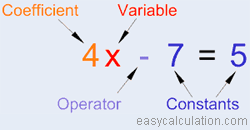 Coefficient Variable
4x - 7 = 5
Operator Constants
easycalculation.com